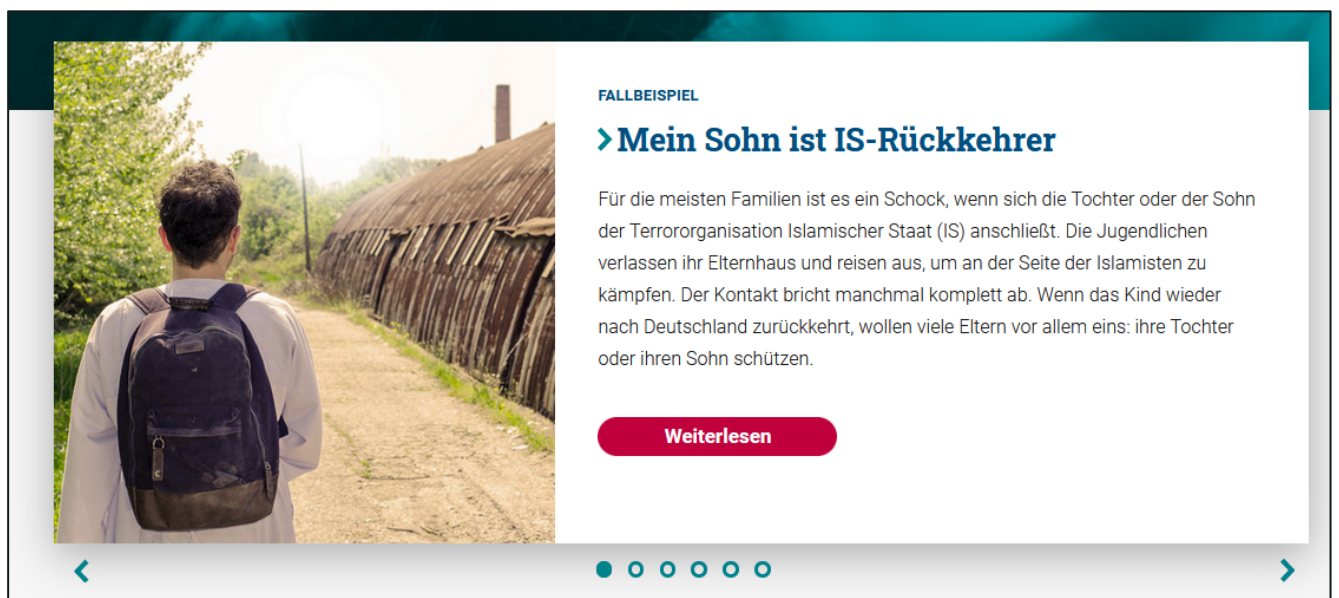 FALLBEISPIEL
Mein Sohn ist IS-Rückkehrer
Für die meisten Familien ist es ein Schock, wenn sich die Tochter oder der Sohn
der Terrororganisation Islamischer Staat (IS) anschließt. Die Jugendlichen
verlassen ihr Elternhaus und reisen aus, um an der Seite der Islamisten zu
kämpfen. Der Kontakt bricht manchmal komplett ab. Wenn das Kind wieder
nach Deutschland zurückkehrt, wollen viele Eltern vor allem eins: ihre Tochter
oder ihren Sohn schützen.
Weiterlesen